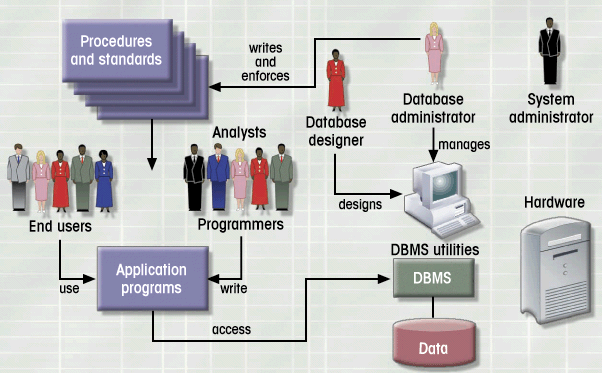 Procedures
and standards
writes
and
enforces
Database
designer
Database
administrator
System
administrator
manages
Analysts
designs
Hardware
End users
Programmers
DBMS utilities
use
Application
programs
write
DBMS
access
Data